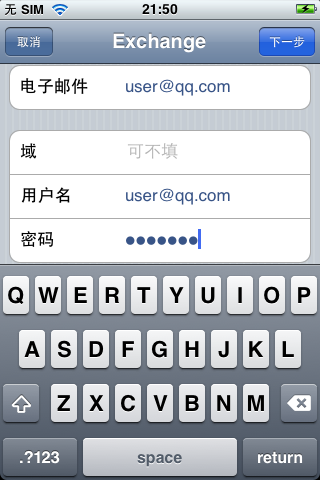 无 SIM 21:50
取消 Exchange 下一步
电子邮件 user@qq.com
域 可不填
用户名 user@qq.com
密码 ●●●●●●●
Q W E R T Y U I O P
A S D F G H J K L
Z X C V B N M
.?123 space return